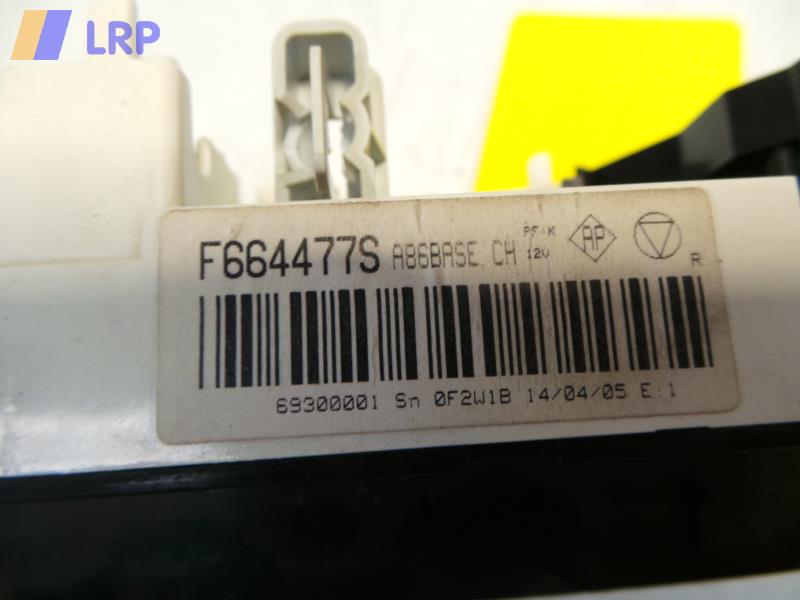 LRP
F664477S A86BASE CH PF:K 12V AP R
69300001 Sn 0F2W1B 14/04/05 E:1